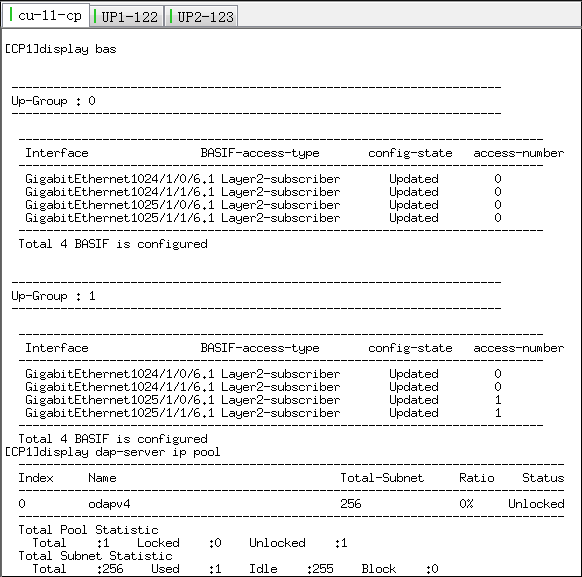 cu-11-cp UP1-122 UP2-123
[CP1]display bas
Up-Group : 0
Interface BASIF-access-type config-state access-number
GigabitEthernet1024/1/0/6.1 Layer2-subscriber Updated 0
GigabitEthernet1024/1/1/6.1 Layer2-subscriber Updated 0
GigabitEthernet1025/1/0/6.1 Layer2-subscriber Updated 0
GigabitEthernet1025/1/1/6.1 Layer2-subscriber Updated 0
Total 4 BASIF is configured
Up-Group : 1
Interface BASIF-access-type config-state access-number
GigabitEthernet1024/1/0/6.1 Layer2-subscriber Updated 0
GigabitEthernet1024/1/1/6.1 Layer2-subscriber Updated 0
GigabitEthernet1025/1/0/6.1 Layer2-subscriber Updated 1
GigabitEthernet1025/1/1/6.1 Layer2-subscriber Updated 1
Total 4 BASIF is configured
[CP1]display dap-server ip pool
Index Name Total-Subnet Ratio Status
0 odapv4 256 0% Unlocked
Total Pool Statistic
Total :1 Locked :0 Unlocked :1
Total Subnet Statistic
Total :256 Used :1 Idle :255 Block :0